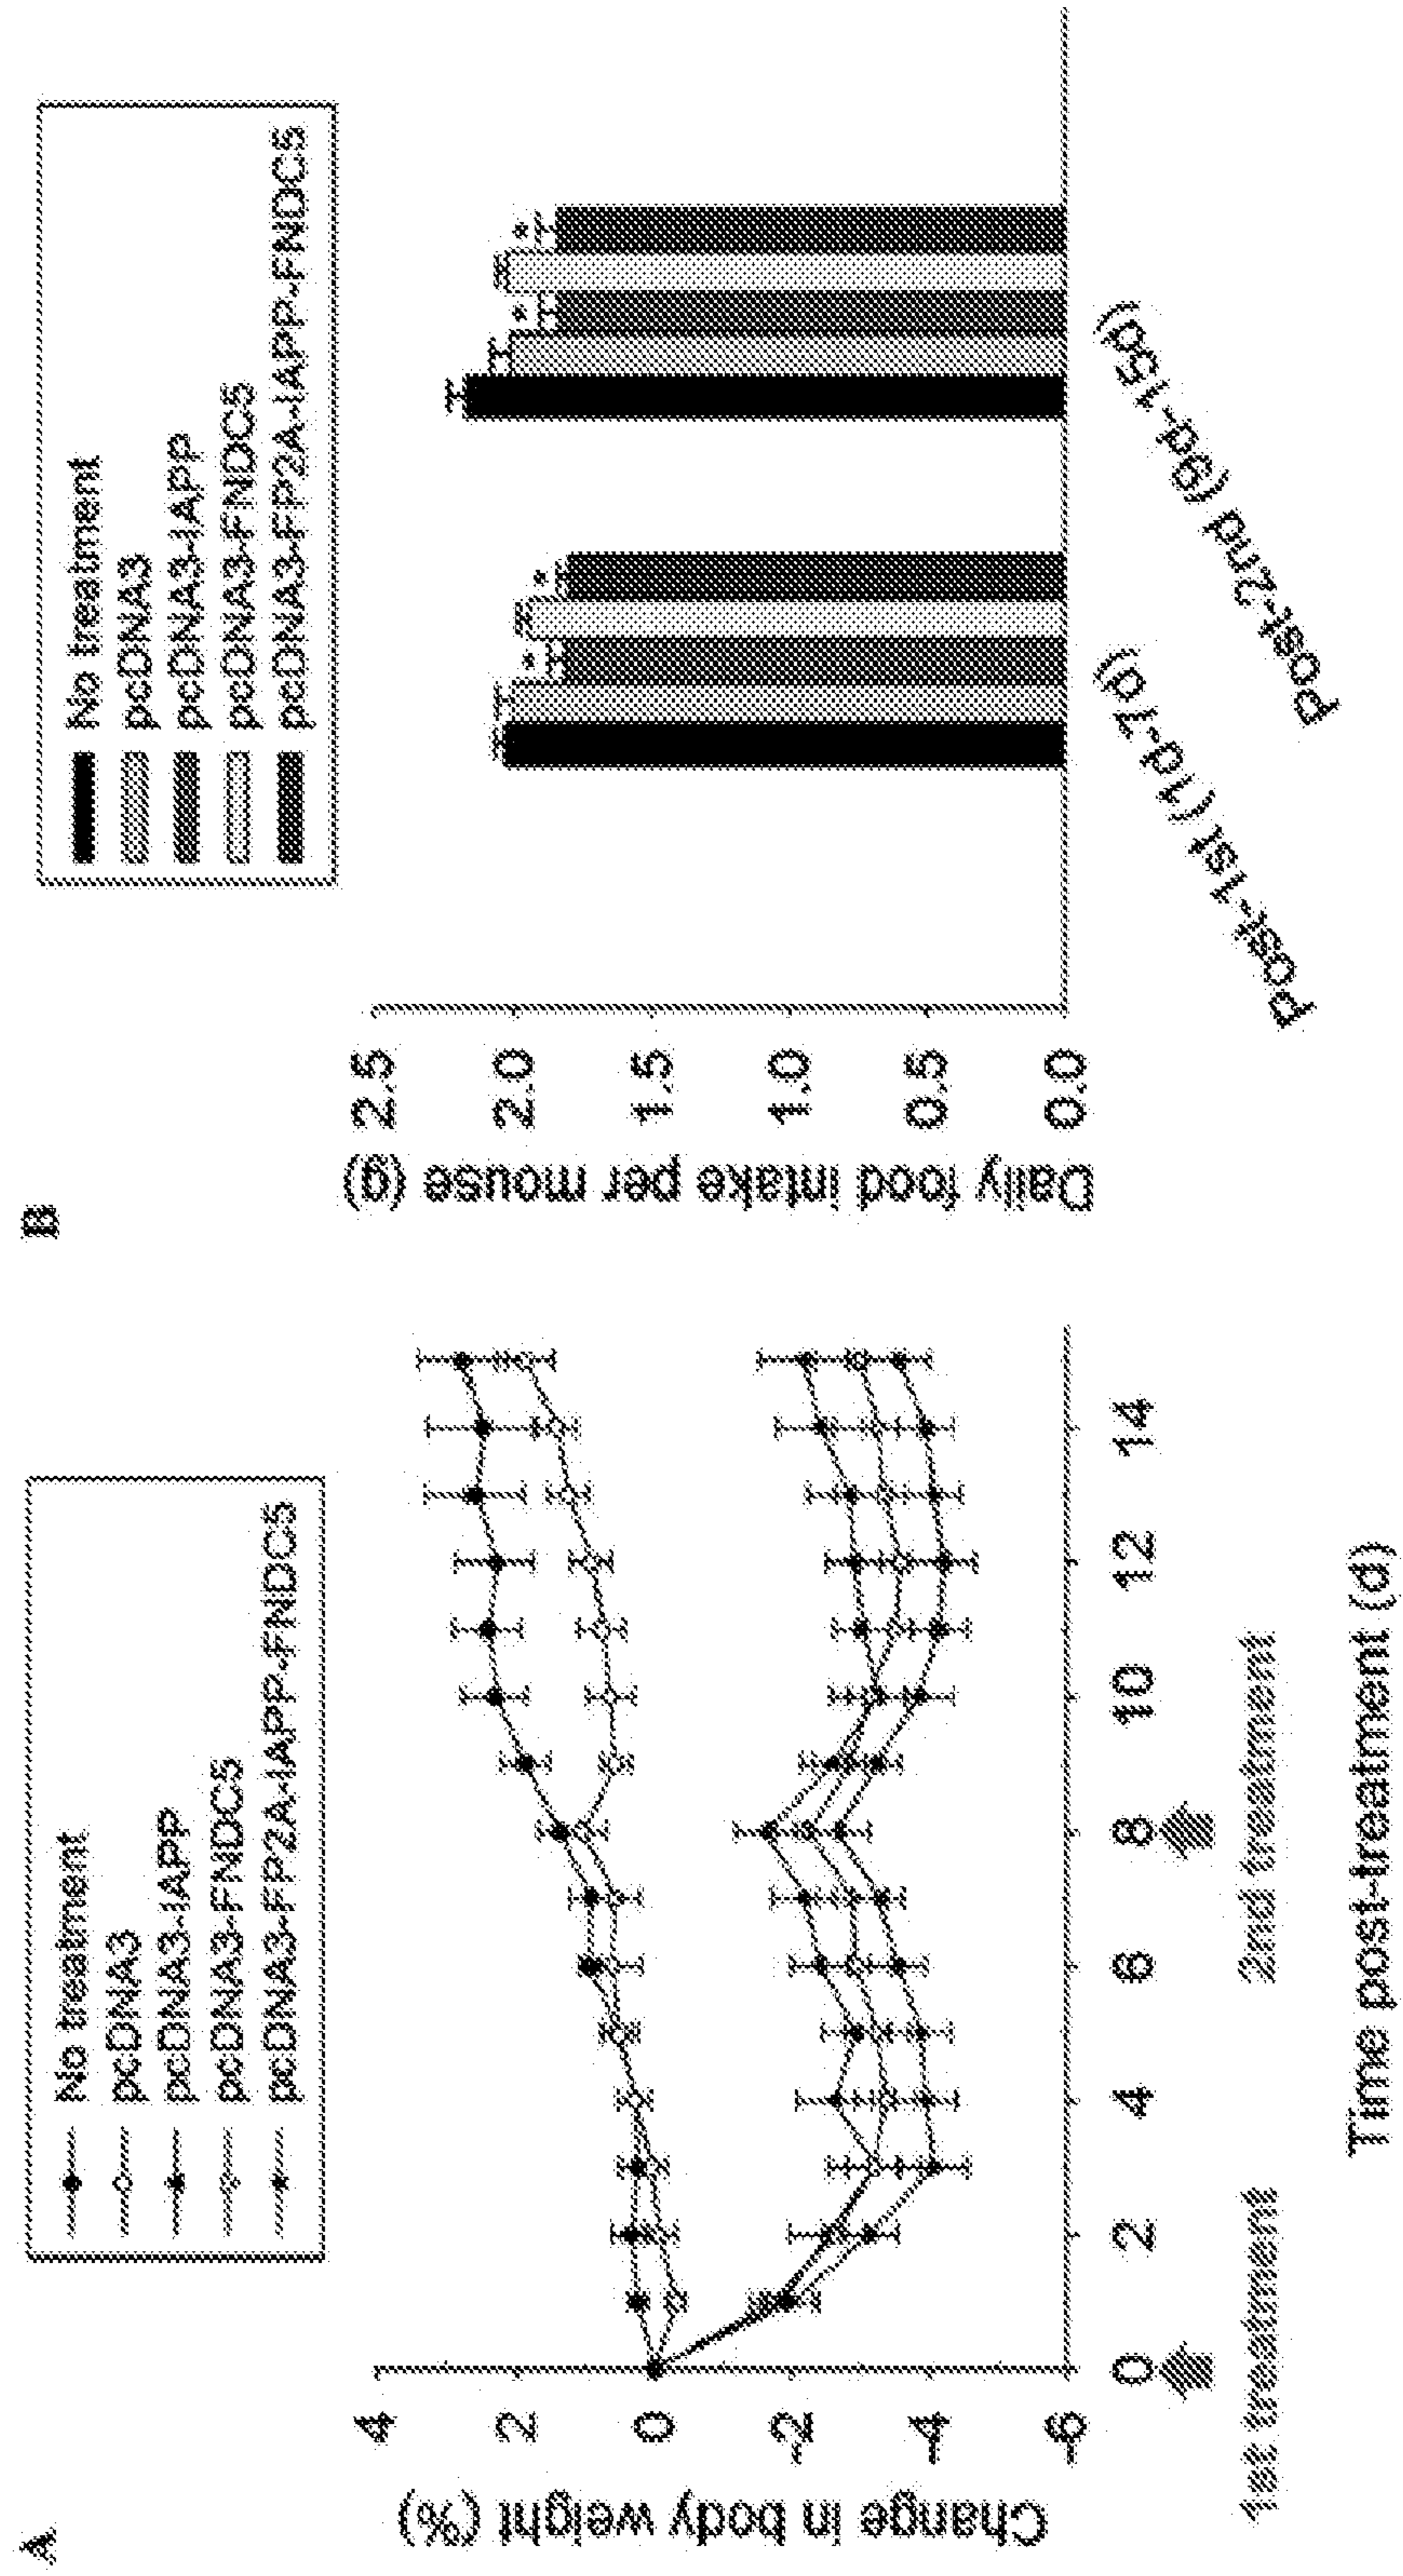 A
No treatment
pcDNA3
pcDNA3-IAPP
pcDNA3-FNDC5
pcDNA3-FP2A-IAPP-FNDC5
Change in body weight (%)
4
2
0
-2
-4
-6
0 2 4 6 8 10 12 14
1st treatment 2nd treatment
Time post-treatment (d)
B
No treatment
pcDNA3
pcDNA3-IAPP
pcDNA3-FNDC5
pcDNA3-FP2A-IAPP-FNDC5
Daily food intake per mouse (g)
2.5
2.0
1.5
1.0
0.5
0.0
* * * *
Post-1st (1d-7d)
Post-2nd (9d-15d)